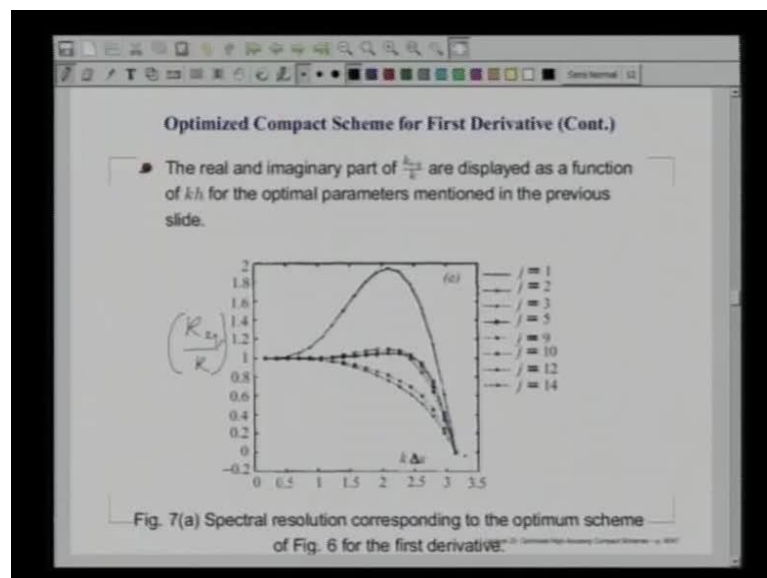 T
12
Optimized Compact Scheme for First Derivative (Cont.)
The real and imaginary part of are displayed as a function
of kh for the optimal parameters mentioned in the previous
slide.
2
1.8
1.6
1.4
1.2
1
0.8
0.6
0.4
0.2
0
-0.2
0 0.5 1 1.5 2 2.5 3 3.5
j = 1
j = 2
j = 3
j = 5
j = 9
j = 10
j = 12
j = 14
Fig. 7(a) Spectral resolution corresponding to the optimum scheme
of Fig. 6 for the first derivative.